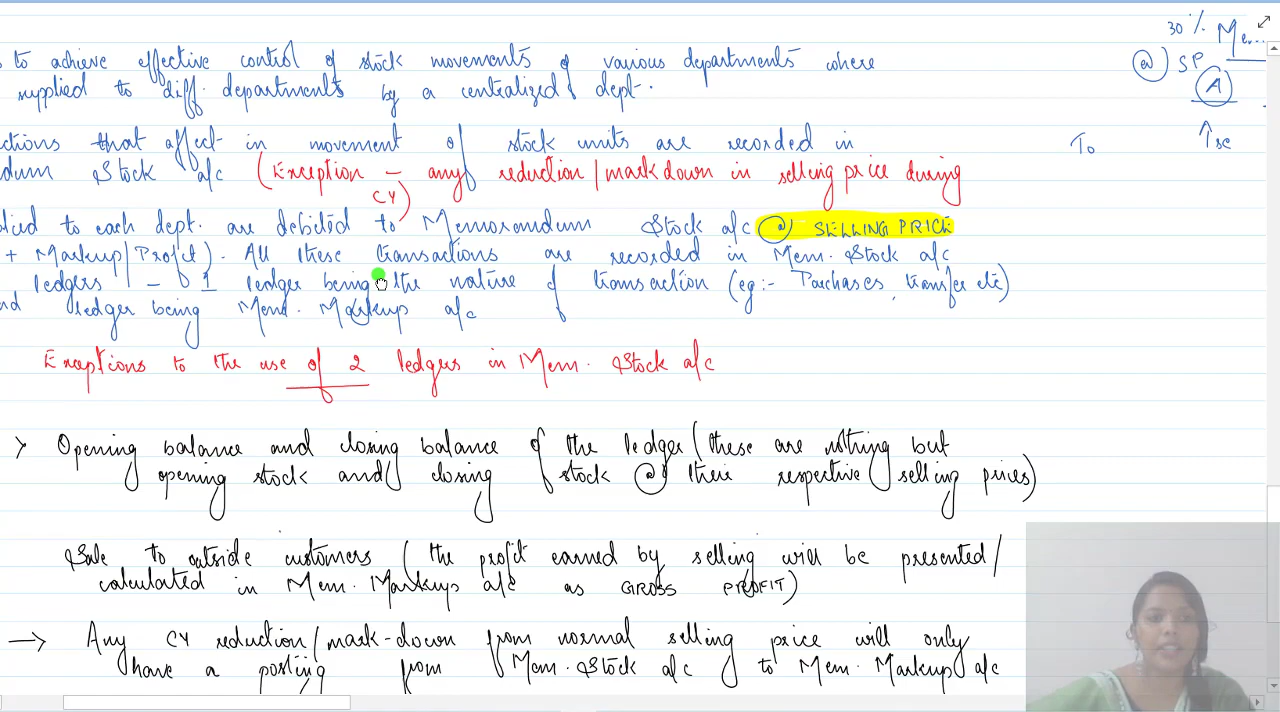 30 % Mem
s to achieve effective control of stock movements of various departments where
@ SP
supplied to diff. departments by a centralized dept.
A
ctions that affect in movement of stock units are recorded in
To
↑se
dum Stock a/c (Exception - any reduction/markdown in selling price during
CY)
plied to each dept. are debited to Memorandum Stock a/c @ SELLING PRICE
+ Markup/Profit). All these transactions are recorded in Mem. Stock a/c
ledgers - 1 ledger being the nature of transaction (eg:- Purchases, transfer etc)
nd ledger being Mem. Markup a/c
Exceptions to the use of 2 ledgers in Mem. Stock a/c
> Opening balance and closing balance of the ledger (these are nothing but
opening stock and closing stock @ their respective selling prices)
Sale to outside customers (the profit earned by selling will be presented/
calculated in Mem. Markup a/c as GROSS PROFIT)
→ Any CY reduction/mark-down from normal selling price will only
have a posting from Mem. Stock a/c to Mem. Markup a/c